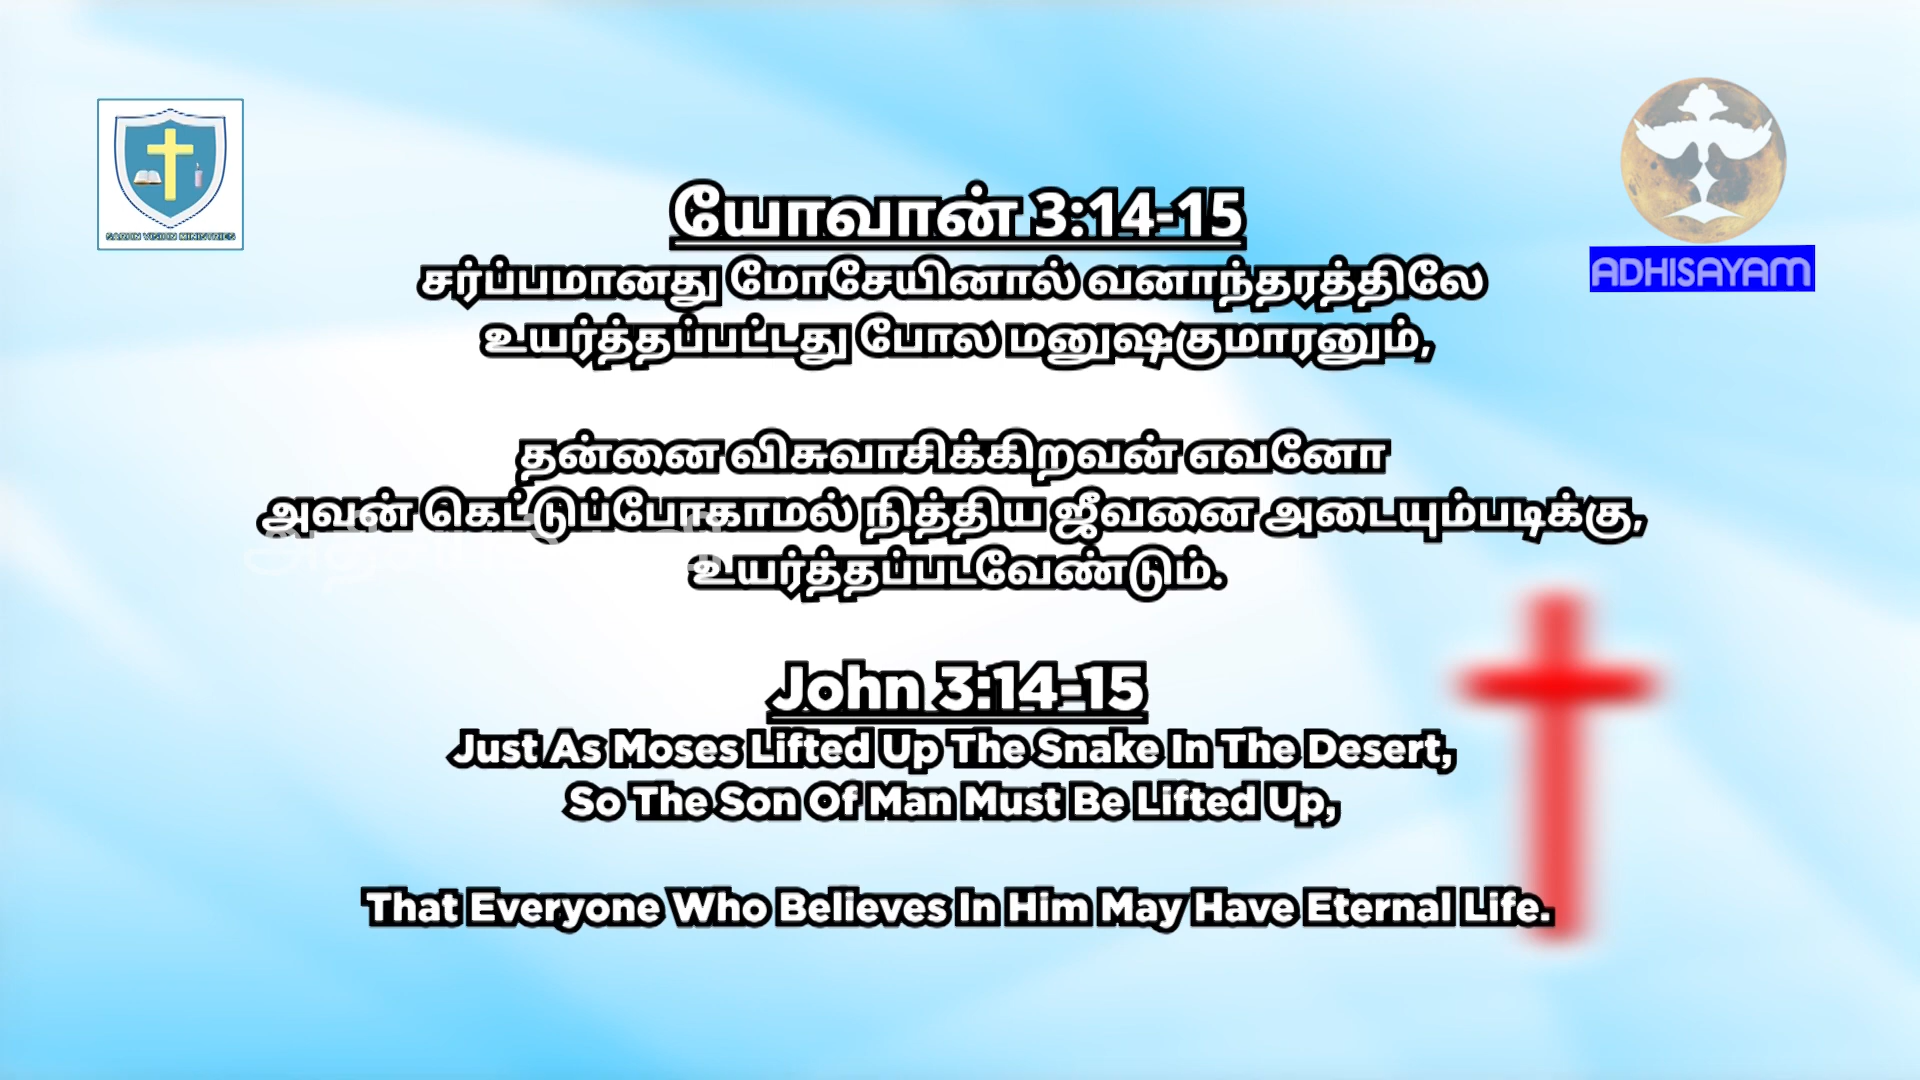 SARON VISION MINISTRIES
ADHISAYAM
யோவான் 3:14-15
சர்ப்பமானது மோசேயினால் வனாந்தரத்திலே
உயர்த்தப்பட்டது போல மனுஷகுமாரனும்,
தன்னை விசுவாசிக்கிறவன் எவனோ
அவன் கெட்டுப்போகாமல் நித்திய ஜீவனை அடையும்படிக்கு,
உயர்த்தப்படவேண்டும்.
John 3:14-15
Just As Moses Lifted Up The Snake In The Desert,
So The Son Of Man Must Be Lifted Up,
That Everyone Who Believes In Him May Have Eternal Life.